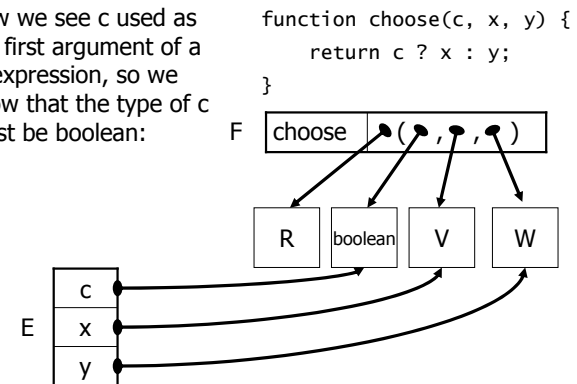 w we see c used as
first argument of a
expression, so we
ow that the type of c
st be boolean:
function choose(c, x, y) {
return c ? x : y;
}
F
choose ( , , )
R
boolean
V
W
E
c
x
y